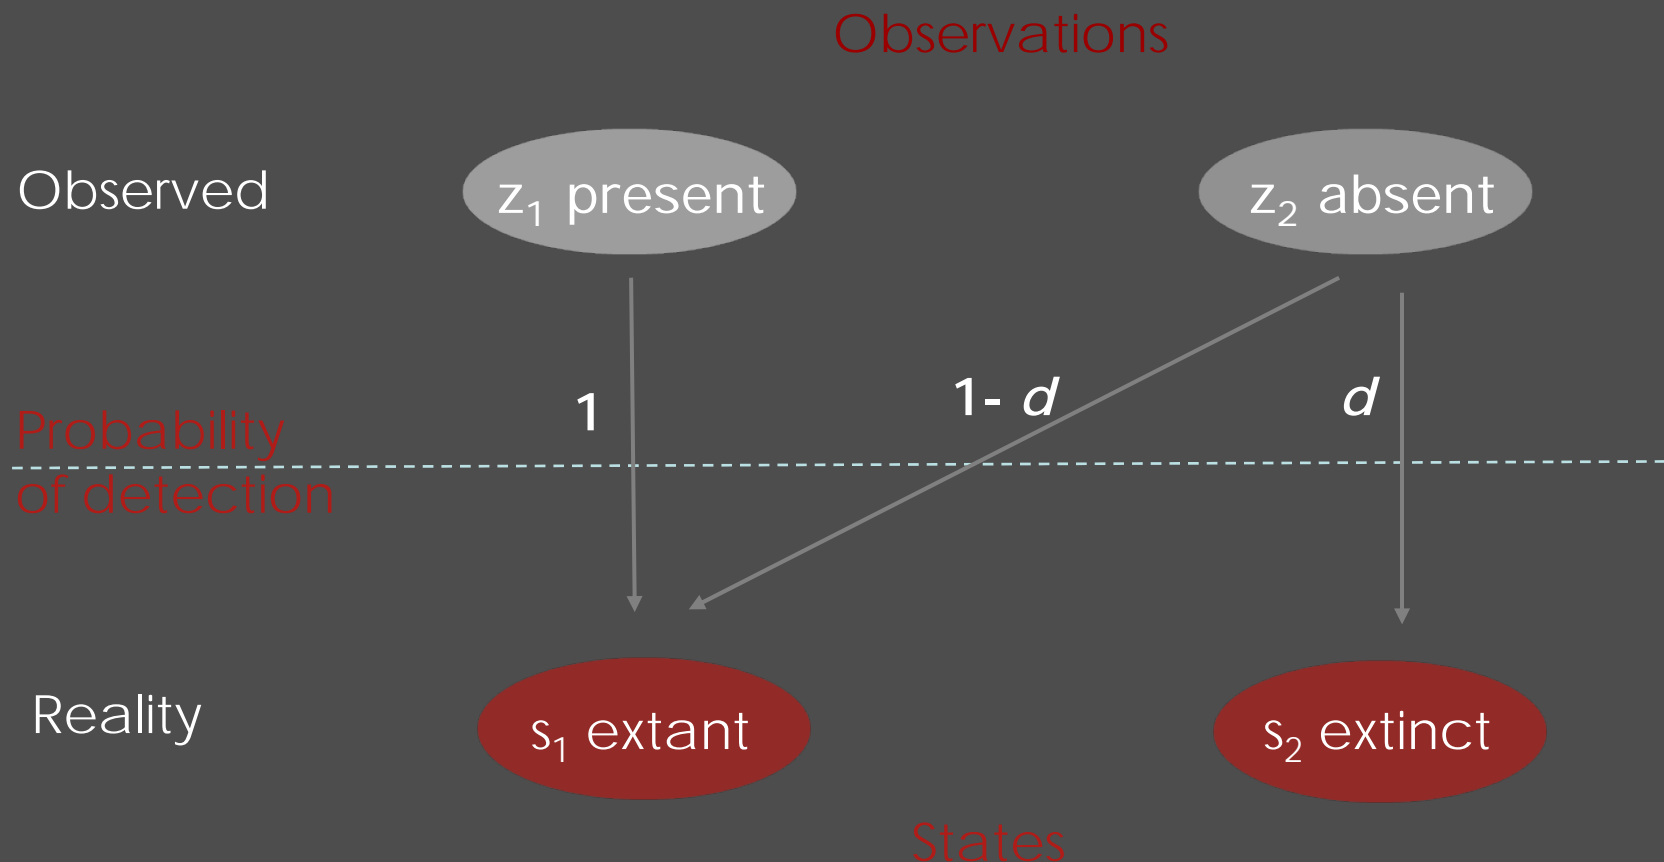 Observations
Observed
z₁ present
z₂ absent
1
1- d
d
Probability
of detection
Reality
s₁ extant
s₂ extinct
States